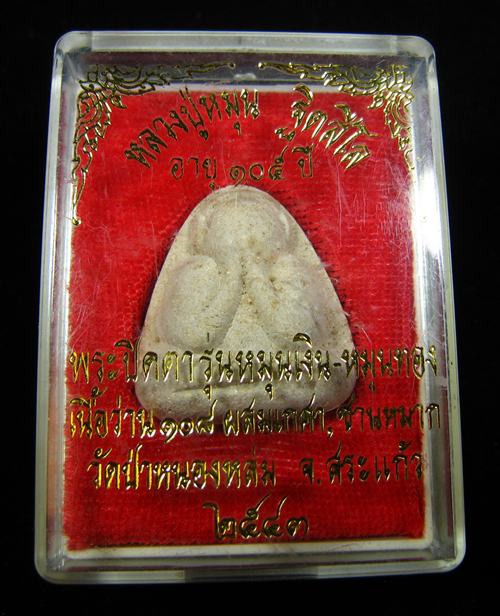 หลวงปู่หมุน ฐิตสีโล
อายุ ๑๐๕ ปี
พระปิดตารุ่นหมุนเงิน-หมุนทอง
เนื้อว่าน ๑๐๘ ผสมเกศา, ชานหมาก
วัดป่าหนองหล่ม จ.สระแก้ว
๒๕๔๓